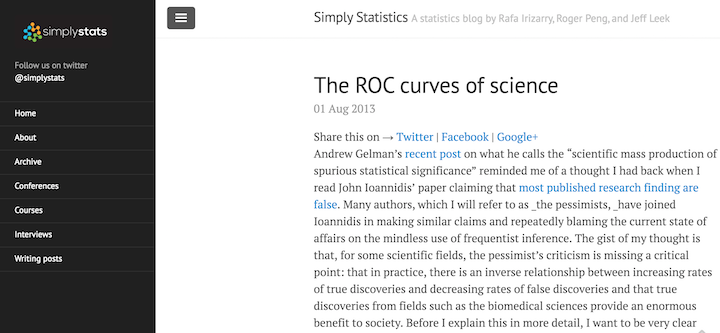 simplystats
Follow us on twitter
@simplystats
Home
About
Archive
Conferences
Courses
Interviews
Writing posts
Simply Statistics A statistics blog by Rafa Irizarry, Roger Peng, and Jeff Leek
The ROC curves of science
01 Aug 2013
Share this on → Twitter | Facebook | Google+
Andrew Gelman's recent post on what he calls the “scientific mass production of
spurious statistical significance” reminded me of a thought I had back when I
read John Ioannidis’ paper claiming that most published research finding are
false. Many authors, which I will refer to as _the pessimists, _have joined
Ioannidis in making similar claims and repeatedly blaming the current state of
affairs on the mindless use of frequentist inference. The gist of my thought is
that, for some scientific fields, the pessimist’s criticism is missing a critical
point: that in practice, there is an inverse relationship between increasing rates
of true discoveries and decreasing rates of false discoveries and that true
discoveries from fields such as the biomedical sciences provide an enormous
benefit to society. Before I explain this in more detail, I want to be very clear